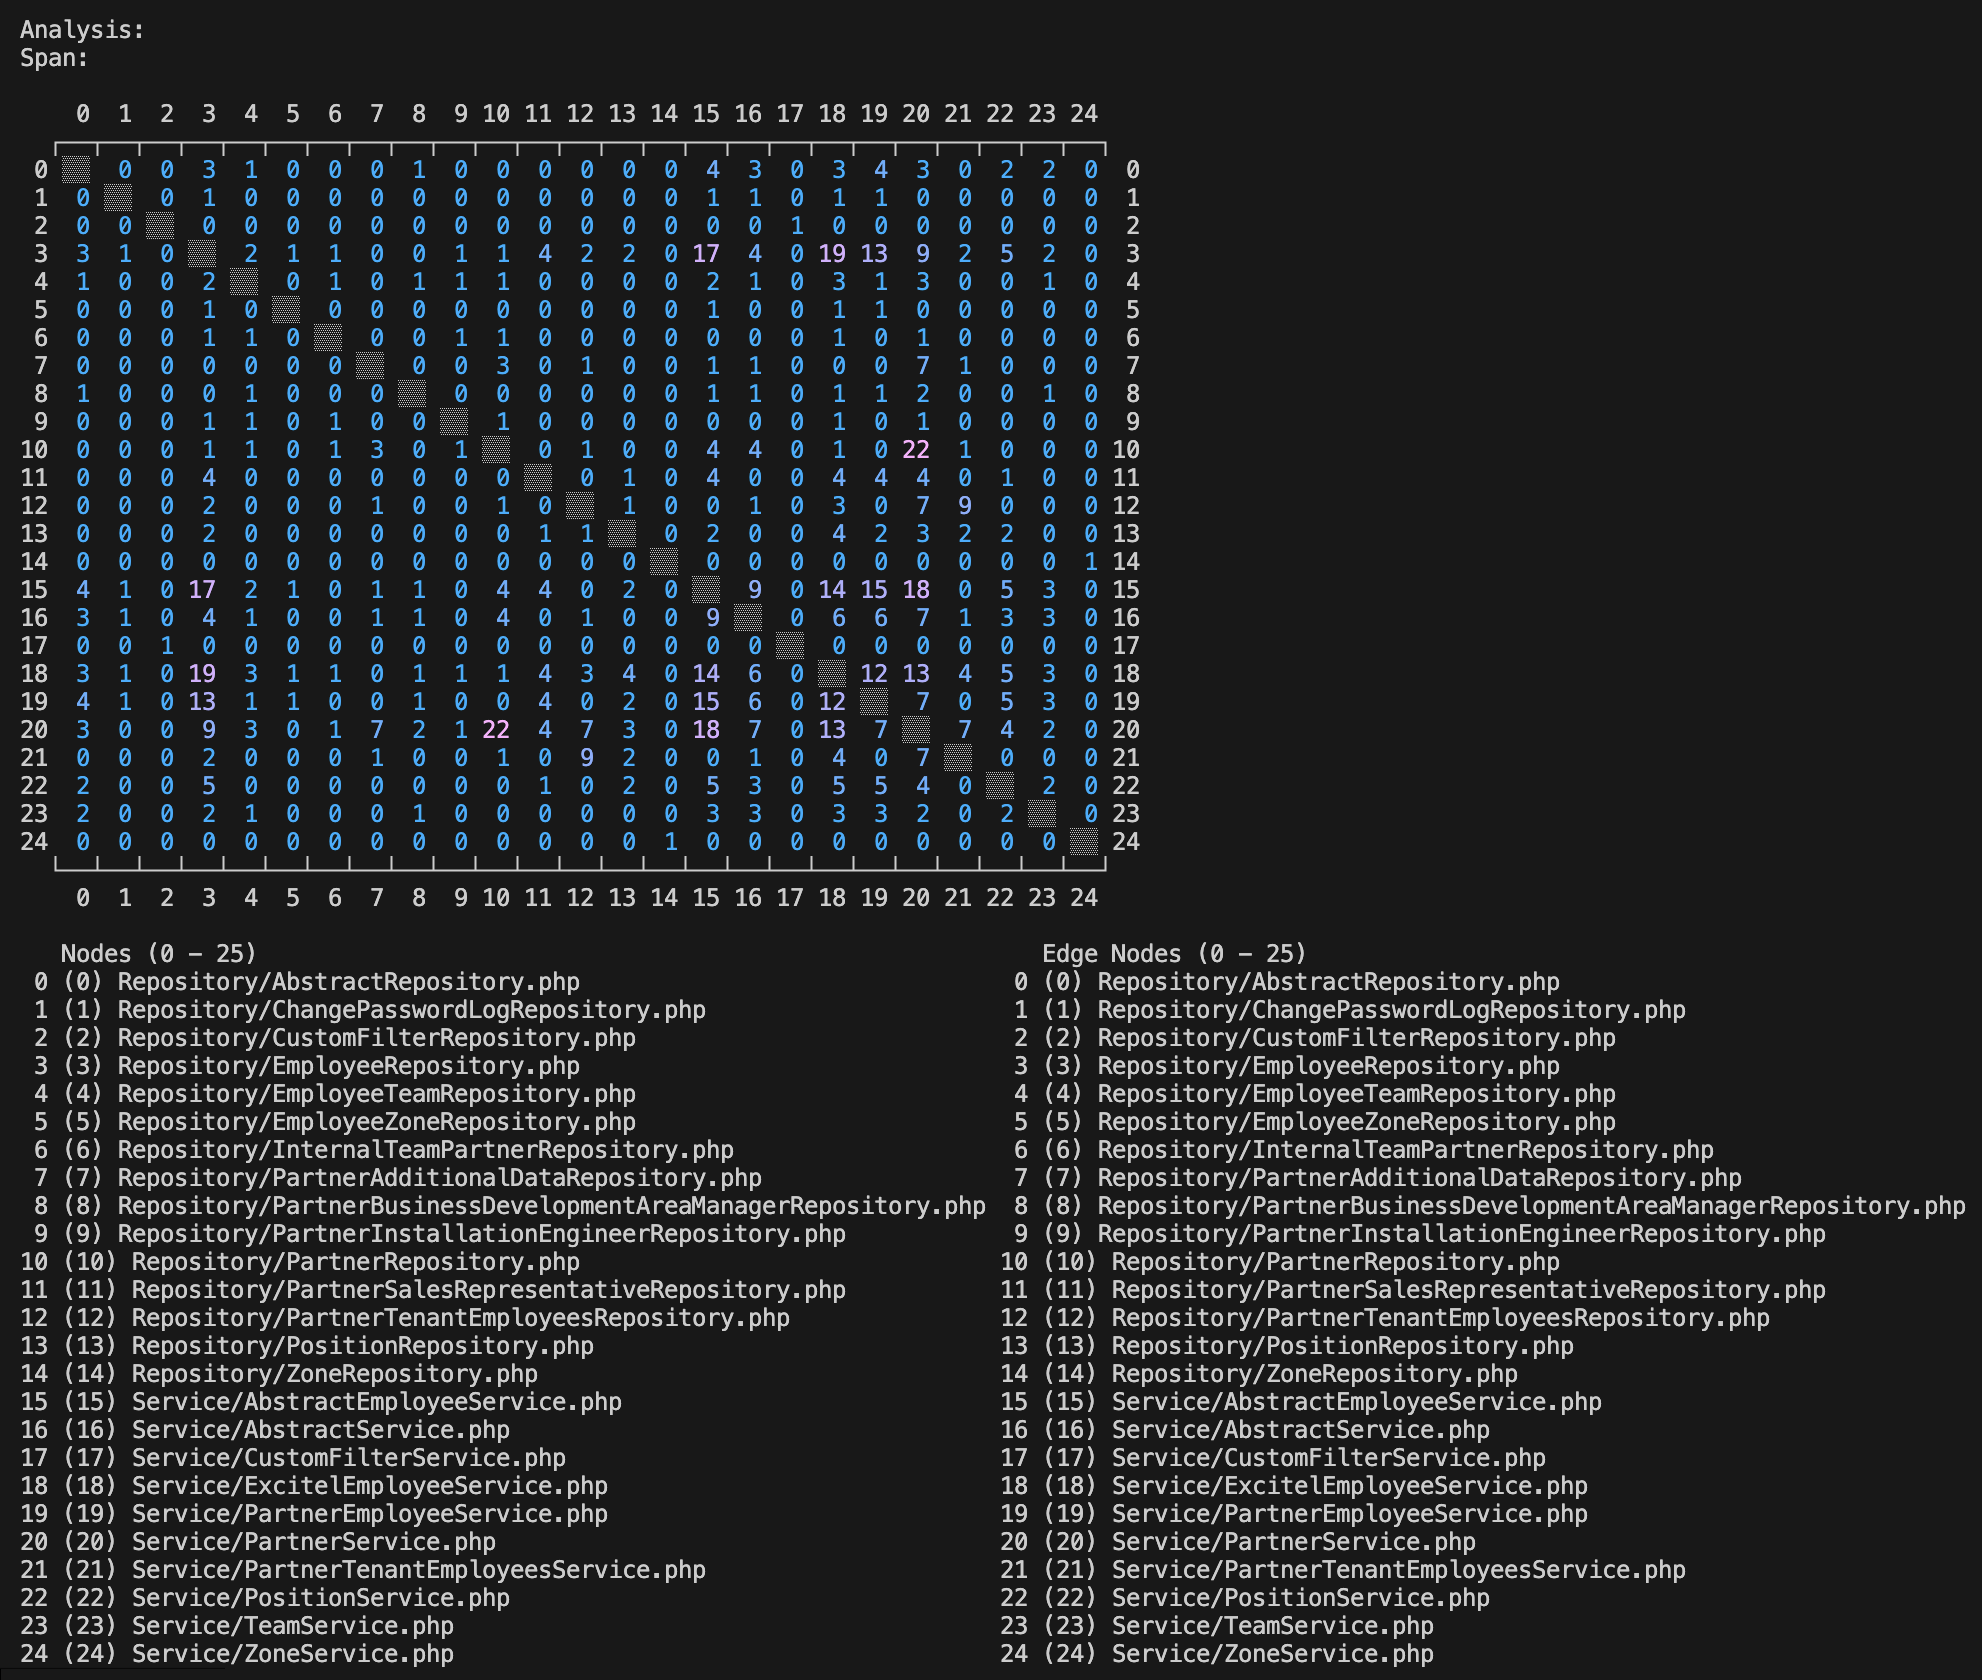 Analysis:
Span:
0 1 2 3 4 5 6 7 8 9 10 11 12 13 14 15 16 17 18 19 20 21 22 23 24
0 0 0 3 1 0 0 0 1 0 0 0 0 0 0 4 3 0 3 4 3 0 2 2 0 0
1 0 0 1 0 0 0 0 0 0 0 0 0 0 0 1 1 0 1 1 0 0 0 0 0 1
2 0 0 0 0 0 0 0 0 0 0 0 0 0 0 0 0 1 0 0 0 0 0 0 0 2
3 3 1 0 2 1 1 0 0 1 1 4 2 2 0 17 4 0 19 13 9 2 5 2 0 3
4 1 0 0 2 0 1 0 1 1 1 0 0 0 0 2 1 0 3 1 3 0 0 1 0 4
5 0 0 0 1 0 0 0 0 0 0 0 0 0 0 1 0 0 1 1 0 0 0 0 0 5
6 0 0 0 1 1 0 0 0 1 1 0 0 0 0 0 0 0 1 0 1 0 0 0 0 6
7 0 0 0 0 0 0 0 0 0 3 0 1 0 0 1 1 0 0 0 7 1 0 0 0 7
8 1 0 0 0 1 0 0 0 0 0 0 0 0 0 1 1 0 1 1 2 0 0 1 0 8
9 0 0 0 1 1 0 1 0 0 1 0 0 0 0 0 0 0 1 0 1 0 0 0 0 9
10 0 0 0 1 1 0 1 3 0 1 0 1 0 0 4 4 0 1 0 22 1 0 0 0 10
11 0 0 0 4 0 0 0 0 0 0 0 0 1 0 4 0 0 4 4 4 0 1 0 0 11
12 0 0 0 2 0 0 0 1 0 0 1 0 1 0 0 1 0 3 0 7 9 0 0 0 12
13 0 0 0 2 0 0 0 0 0 0 0 1 1 0 2 0 0 4 2 3 2 2 0 0 13
14 0 0 0 0 0 0 0 0 0 0 0 0 0 0 0 0 0 0 0 0 0 0 0 1 14
15 4 1 0 17 2 1 0 1 1 0 4 4 0 2 0 9 0 14 15 18 0 5 3 0 15
16 3 1 0 4 1 0 0 1 1 0 4 0 1 0 0 9 0 6 6 7 1 3 3 0 16
17 0 0 1 0 0 0 0 0 0 0 0 0 0 0 0 0 0 0 0 0 0 0 0 0 17
18 3 1 0 19 3 1 1 0 1 1 1 4 3 4 0 14 6 0 12 13 4 5 3 0 18
19 4 1 0 13 1 1 0 0 1 0 0 4 0 2 0 15 6 0 12 7 0 5 3 0 19
20 3 0 0 9 3 0 1 7 2 1 22 4 7 3 0 18 7 0 13 7 7 4 2 0 20
21 0 0 0 2 0 0 0 1 0 0 1 0 9 2 0 0 1 0 4 0 7 0 0 0 21
22 2 0 0 5 0 0 0 0 0 0 0 1 0 2 0 5 3 0 5 5 4 0 2 0 22
23 2 0 0 2 1 0 0 0 1 0 0 0 0 0 0 3 3 0 3 3 2 0 2 0 23
24 0 0 0 0 0 0 0 0 0 0 0 0 0 0 1 0 0 0 0 0 0 0 0 0 24
0 1 2 3 4 5 6 7 8 9 10 11 12 13 14 15 16 17 18 19 20 21 22 23 24
Nodes (0 - 25) Edge Nodes (0 - 25)
0 (0) Repository/AbstractRepository.php 0 (0) Repository/AbstractRepository.php
1 (1) Repository/ChangePasswordLogRepository.php 1 (1) Repository/ChangePasswordLogRepository.php
2 (2) Repository/CustomFilterRepository.php 2 (2) Repository/CustomFilterRepository.php
3 (3) Repository/EmployeeRepository.php 3 (3) Repository/EmployeeRepository.php
4 (4) Repository/EmployeeTeamRepository.php 4 (4) Repository/EmployeeTeamRepository.php
5 (5) Repository/EmployeeZoneRepository.php 5 (5) Repository/EmployeeZoneRepository.php
6 (6) Repository/InternalTeamPartnerRepository.php 6 (6) Repository/InternalTeamPartnerRepository.php
7 (7) Repository/PartnerAdditionalDataRepository.php 7 (7) Repository/PartnerAdditionalDataRepository.php
8 (8) Repository/PartnerBusinessDevelopmentAreaManagerRepository.php 8 (8) Repository/PartnerBusinessDevelopmentAreaManagerRepository.php
9 (9) Repository/PartnerInstallationEngineerRepository.php 9 (9) Repository/PartnerInstallationEngineerRepository.php
10 (10) Repository/PartnerRepository.php 10 (10) Repository/PartnerRepository.php
11 (11) Repository/PartnerSalesRepresentativeRepository.php 11 (11) Repository/PartnerSalesRepresentativeRepository.php
12 (12) Repository/PartnerTenantEmployeesRepository.php 12 (12) Repository/PartnerTenantEmployeesRepository.php
13 (13) Repository/PositionRepository.php 13 (13) Repository/PositionRepository.php
14 (14) Repository/ZoneRepository.php 14 (14) Repository/ZoneRepository.php
15 (15) Service/AbstractEmployeeService.php 15 (15) Service/AbstractEmployeeService.php
16 (16) Service/AbstractService.php 16 (16) Service/AbstractService.php
17 (17) Service/CustomFilterService.php 17 (17) Service/CustomFilterService.php
18 (18) Service/ExcitelEmployeeService.php 18 (18) Service/ExcitelEmployeeService.php
19 (19) Service/PartnerEmployeeService.php 19 (19) Service/PartnerEmployeeService.php
20 (20) Service/PartnerService.php 20 (20) Service/PartnerService.php
21 (21) Service/PartnerTenantEmployeesService.php 21 (21) Service/PartnerTenantEmployeesService.php
22 (22) Service/PositionService.php 22 (22) Service/PositionService.php
23 (23) Service/TeamService.php 23 (23) Service/TeamService.php
24 (24) Service/ZoneService.php 24 (24) Service/ZoneService.php